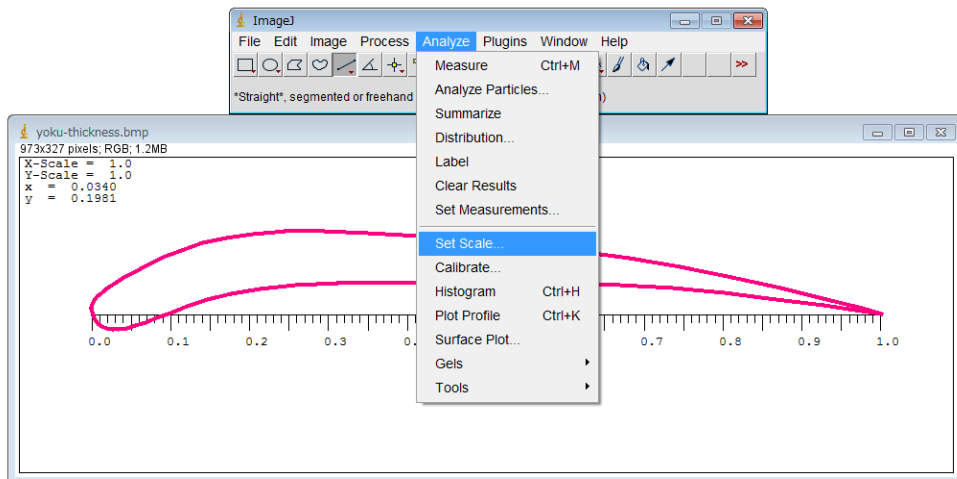 ImageJ
File Edit Image Process Analyze Plugins Window Help
>>
*Straight*, segmented or freehand
Measure Ctrl+M
Analyze Particles...
Summarize
Distribution...
Label
Clear Results
Set Measurements...
Set Scale...
Calibrate...
Histogram Ctrl+H
Plot Profile Ctrl+K
Surface Plot...
Gels
Tools
yoku-thickness.bmp
973x327 pixels; RGB; 1.2MB
X-Scale = 1.0
Y-Scale = 1.0
x = 0.0340
y = 0.1981
0.0 0.1 0.2 0.3 0.7 0.8 0.9 1.0